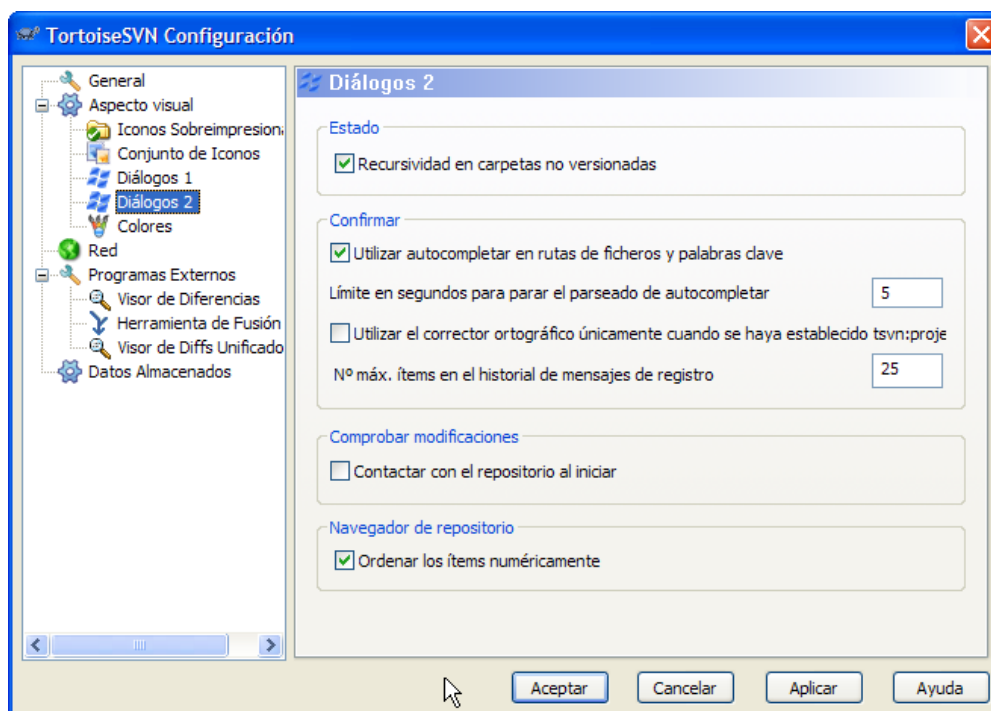 TortoiseSVN Configuración
General
Aspecto visual
Iconos Sobreimpresion
Conjunto de Iconos
Diálogos 1
Diálogos 2
Colores
Red
Programas Externos
Visor de Diferencias
Herramienta de Fusión
Visor de Diffs Unificado
Datos Almacenados
Diálogos 2
Estado
Recursividad en carpetas no versionadas
Confirmar
Utilizar autocompletar en rutas de ficheros y palabras clave
Límite en segundos para parar el parseado de autocompletar
5
Utilizar el corrector ortográfico únicamente cuando se haya establecido tsvn:proje
Nº máx. ítems en el historial de mensajes de registro
25
Comprobar modificaciones
Contactar con el repositorio al iniciar
Navegador de repositorio
Ordenar los ítems numéricamente
Aceptar
Cancelar
Aplicar
Ayuda